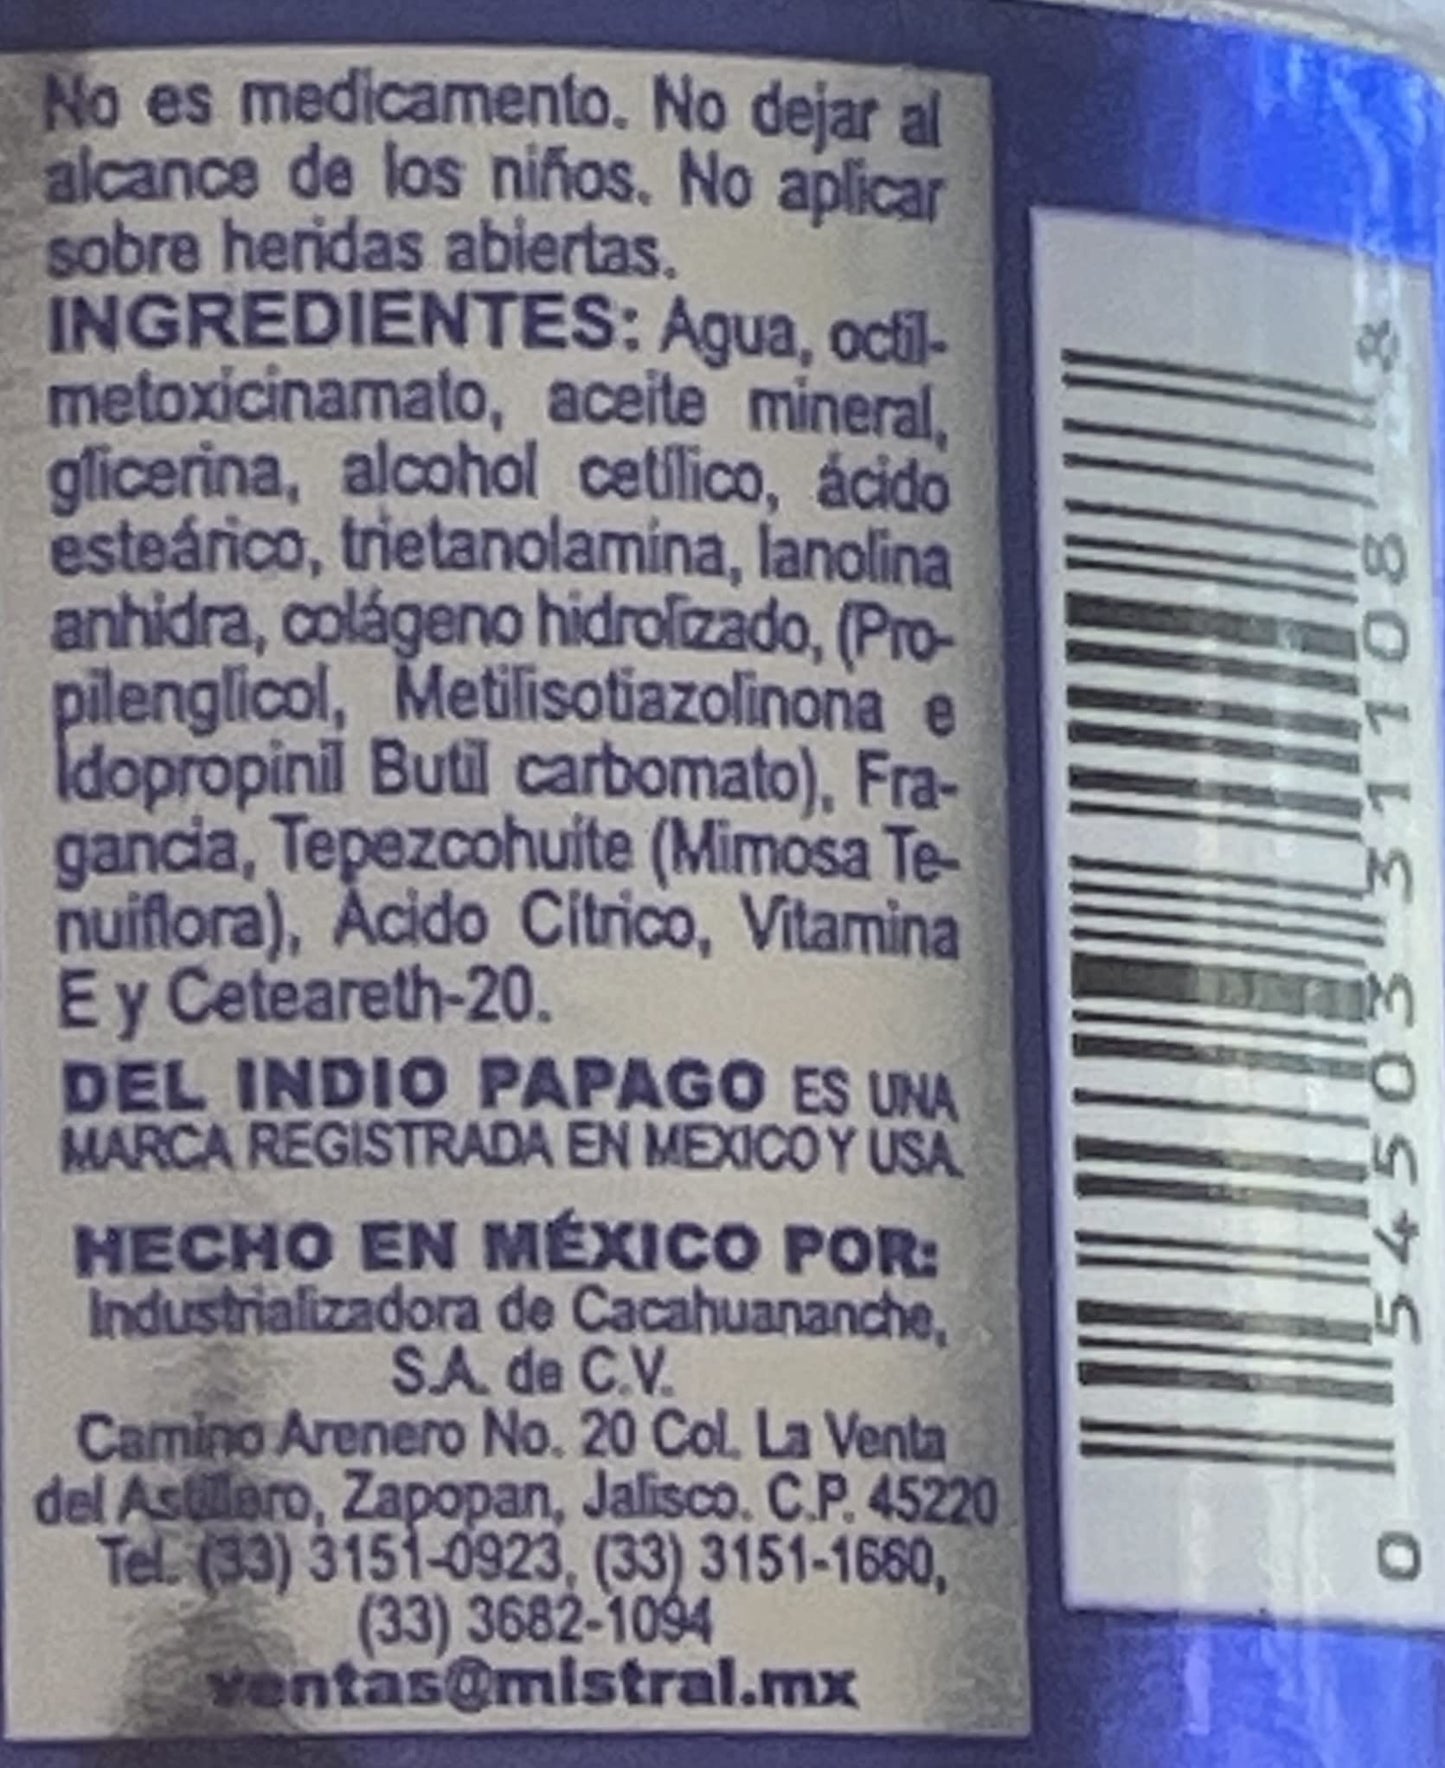 No es medicamento. No dejar al
alcance de los niños. No aplicar
sobre heridas abiertas.
INGREDIENTES: Agua, octil-
metoxicinamato, aceite mineral,
glicerina, alcohol cetílico, ácido
esteárico, trietanolamina, lanolina
anhidra, colágeno hidrolizado, (Pro-
pilenglicol, Metilisotiazolinona e
Idopropinil Butil carbomato), Fra-
gancia, Tepezcohuite (Mimosa Te-
nuiflora), Ácido Cítrico, Vitamina
E y Ceteareth-20.
DEL INDIO PAPAGO ES UNA
MARCA REGISTRADA EN MEXICO Y USA.
HECHO EN MÉXICO POR:
Industrializadora de Cacahuananche,
S.A. de C.V.
Camino Arenero No. 20 Col. La Venta
del Astillero, Zapopan, Jalisco. C.P. 45220
Tel. (33) 3151-0923, (33) 3151-1660,
(33) 3682-1094
ventas@mistral.mx
0 54503 31108 8